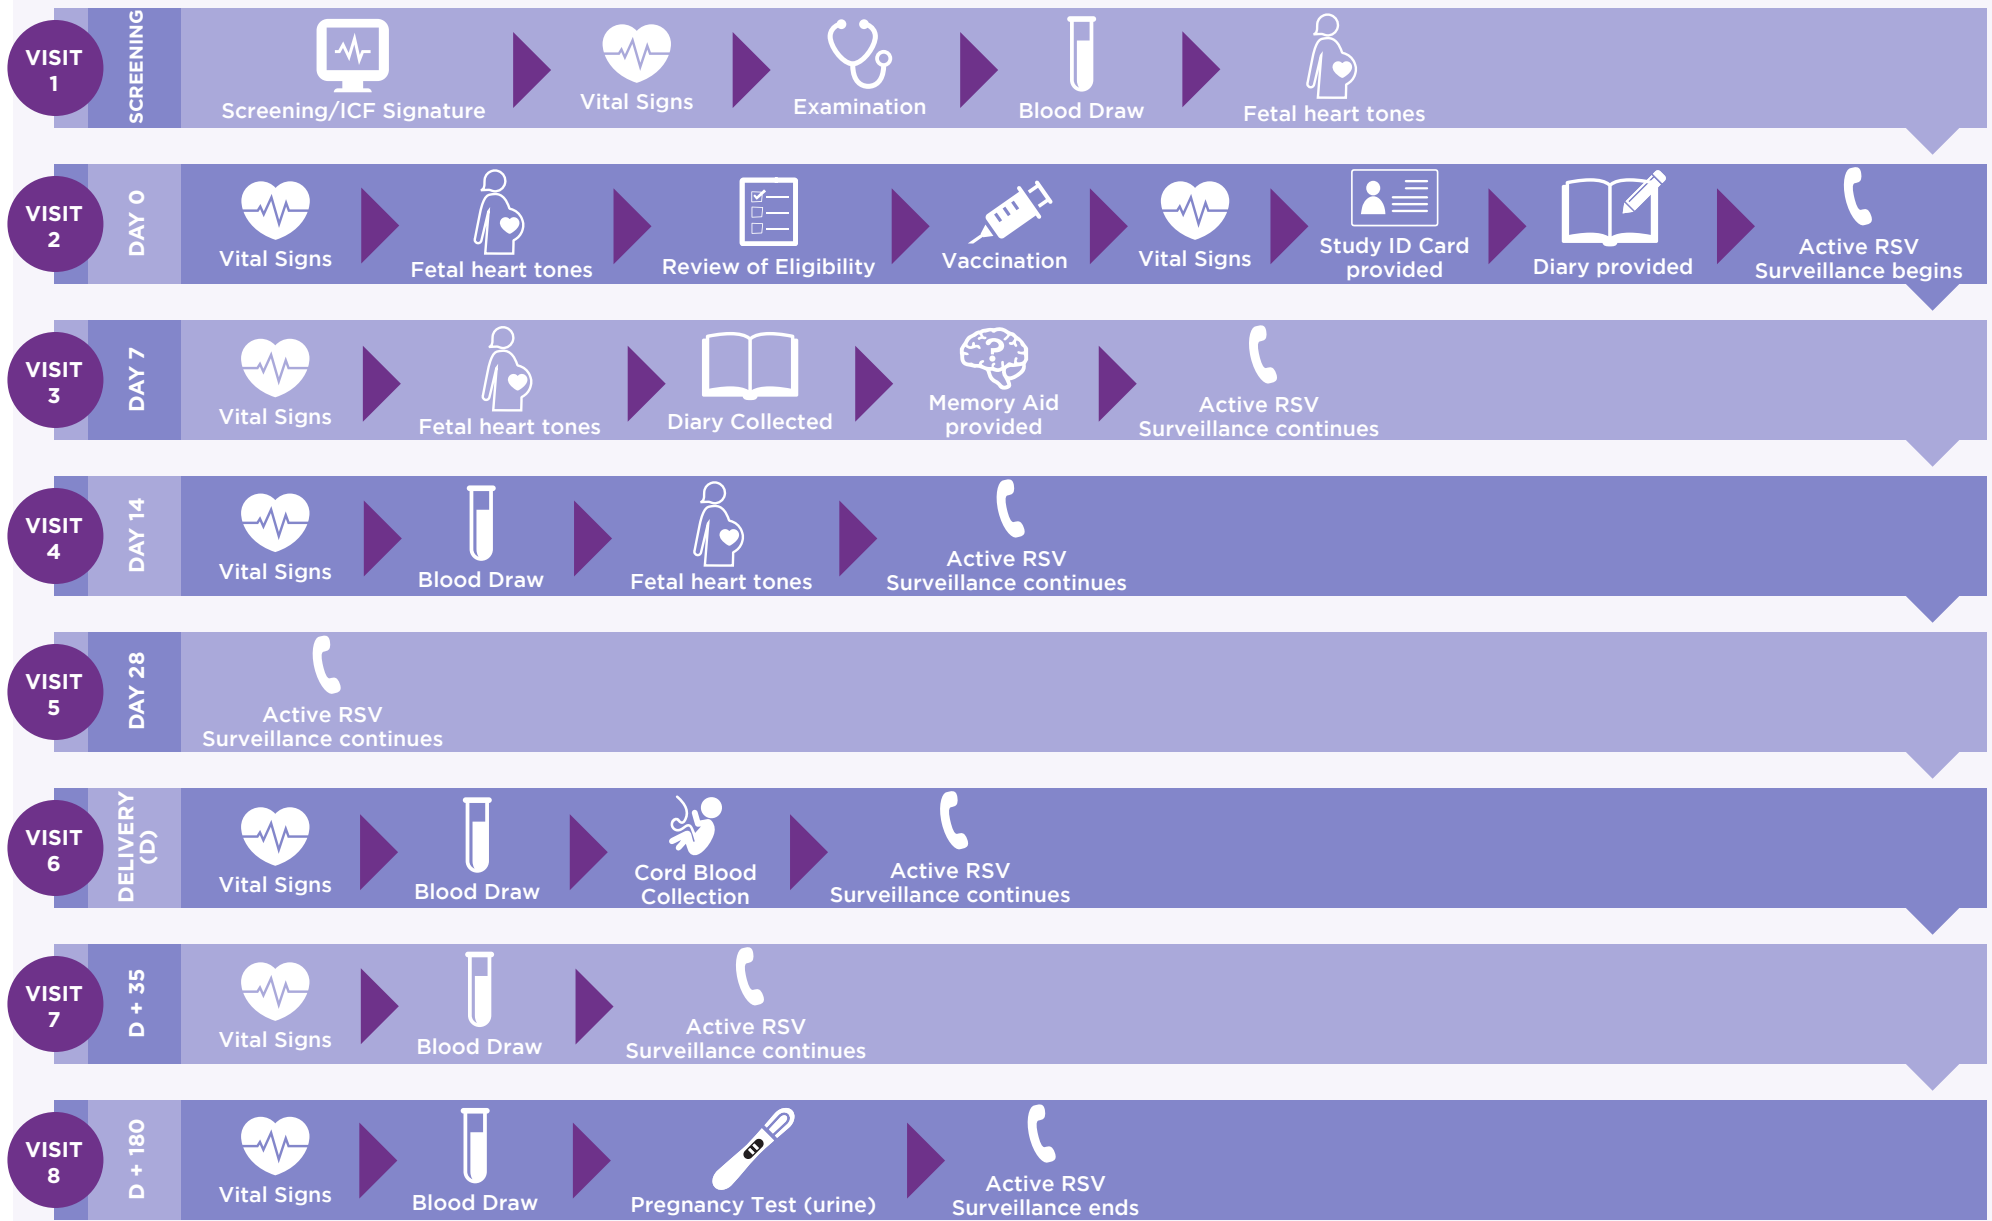 VISIT
1
SCREENING
Screening/ICF Signature
Vital Signs
Examination
Blood Draw
Fetal heart tones
VISIT
2
DAY 0
Vital Signs
Fetal heart tones
Review of Eligibility
Vaccination
Vital Signs
Study ID Card
provided
Diary provided
Active RSV
Surveillance begins
VISIT
3
DAY 7
Vital Signs
Fetal heart tones
Diary Collected
?
Memory Aid
provided
Active RSV
Surveillance continues
VISIT
4
DAY 14
Vital Signs
Blood Draw
Fetal heart tones
Active RSV
Surveillance continues
VISIT
5
DAY 28
Active RSV
Surveillance continues
VISIT
6
DELIVERY
(D)
Vital Signs
Blood Draw
Cord Blood
Collection
Active RSV
Surveillance continues
VISIT
7
D + 35
Vital Signs
Blood Draw
Active RSV
Surveillance continues
VISIT
8
D + 180
Vital Signs
Blood Draw
Pregnancy Test (urine)
Active RSV
Surveillance ends